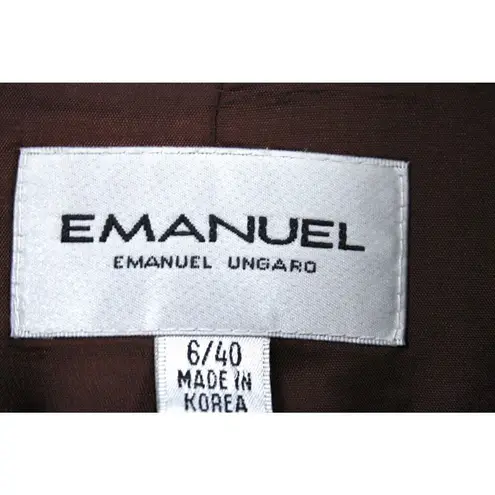 EMANUEL
EMANUEL UNGARO
6/40
MADE IN
KOREA